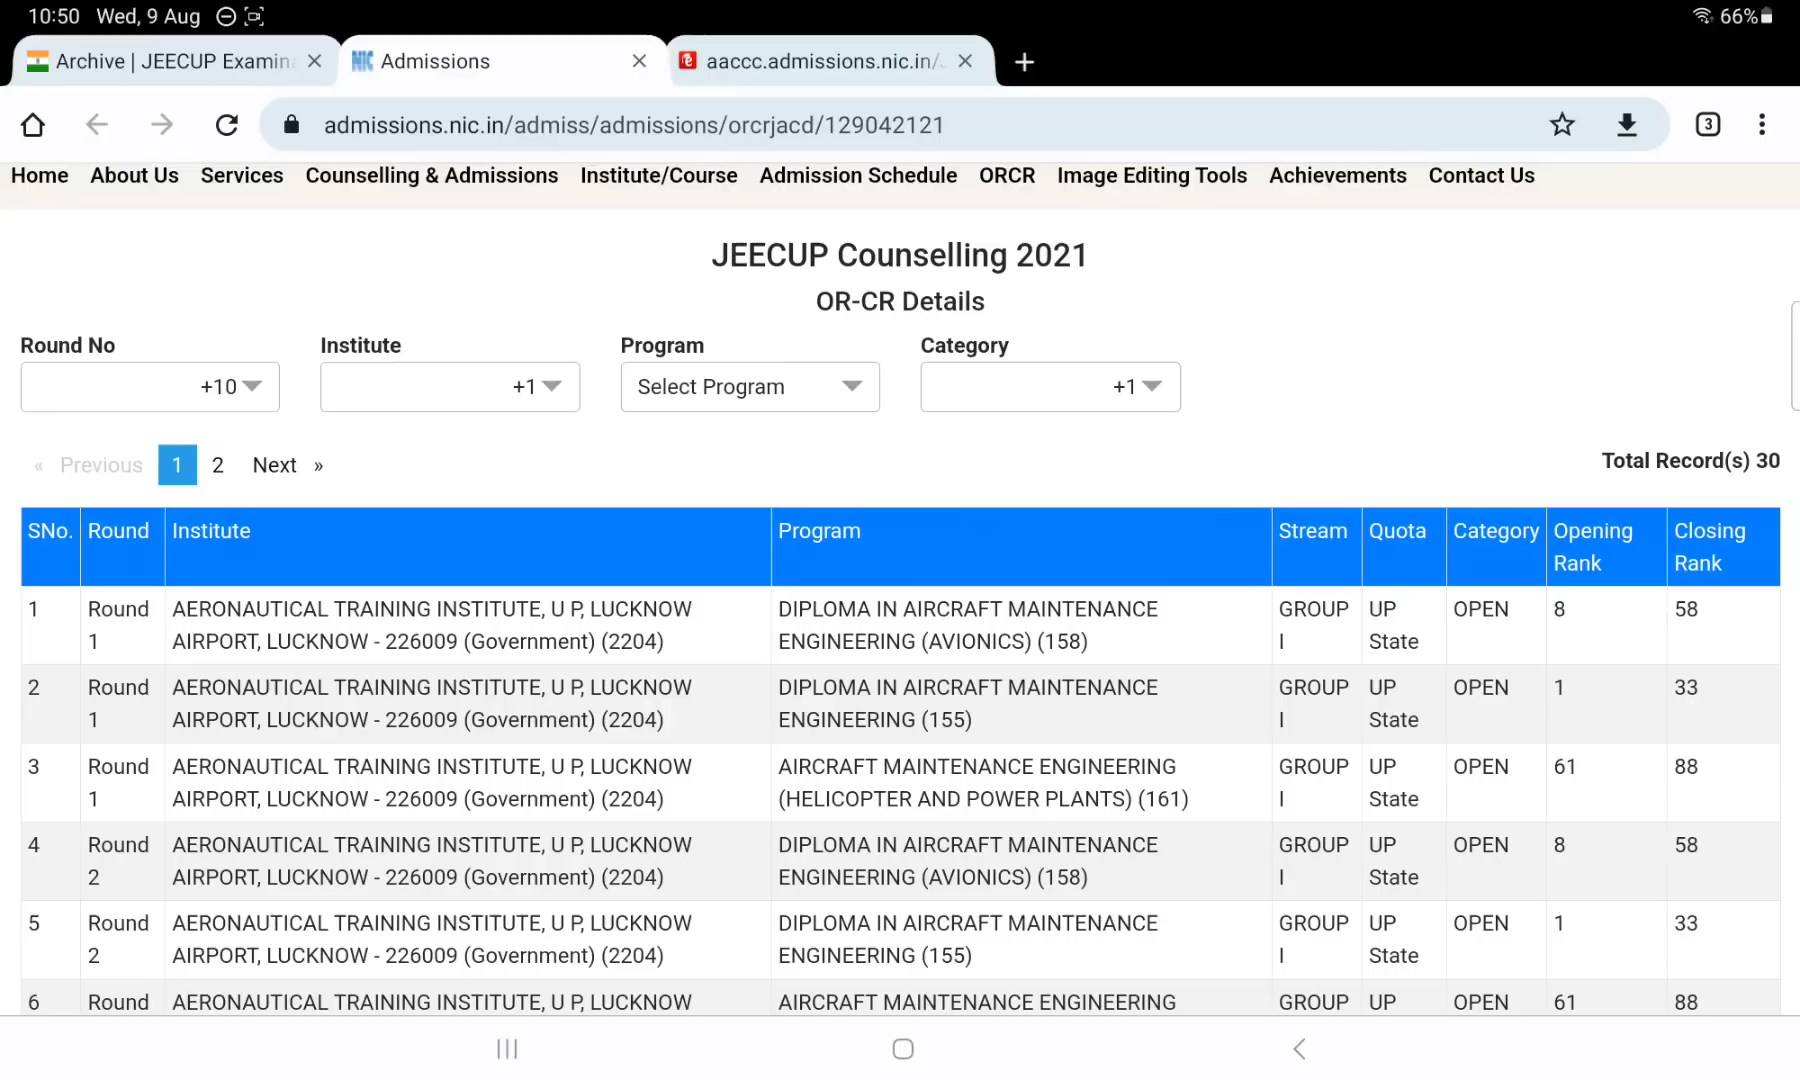 10:50 Wed, 9 Aug 66%
Archive | JEECUP Examin Admissions aaccc.admissions.nic.in/
admissions.nic.in/admiss/admissions/orcrjacd/129042121 3
Home About Us Services Counselling & Admissions Institute/Course Admission Schedule ORCR Image Editing Tools Achievements Contact Us
JEECUP Counselling 2021
OR-CR Details
Round No Institute Program Category
+10 +1 Select Program +1
« Previous 1 2 Next »
Total Record(s) 30
SNo. Round Institute Program Stream Quota Category Opening Closing
Rank Rank
1 Round AERONAUTICAL TRAINING INSTITUTE, U P, LUCKNOW DIPLOMA IN AIRCRAFT MAINTENANCE GROUP UP OPEN 8 58
1 AIRPORT, LUCKNOW - 226009 (Government) (2204) ENGINEERING (AVIONICS) (158) I State
2 Round AERONAUTICAL TRAINING INSTITUTE, U P, LUCKNOW DIPLOMA IN AIRCRAFT MAINTENANCE GROUP UP OPEN 1 33
1 AIRPORT, LUCKNOW - 226009 (Government) (2204) ENGINEERING (155) I State
3 Round AERONAUTICAL TRAINING INSTITUTE, U P, LUCKNOW AIRCRAFT MAINTENANCE ENGINEERING GROUP UP OPEN 61 88
1 AIRPORT, LUCKNOW - 226009 (Government) (2204) (HELICOPTER AND POWER PLANTS) (161) I State
4 Round AERONAUTICAL TRAINING INSTITUTE, U P, LUCKNOW DIPLOMA IN AIRCRAFT MAINTENANCE GROUP UP OPEN 8 58
2 AIRPORT, LUCKNOW - 226009 (Government) (2204) ENGINEERING (AVIONICS) (158) I State
5 Round AERONAUTICAL TRAINING INSTITUTE, U P, LUCKNOW DIPLOMA IN AIRCRAFT MAINTENANCE GROUP UP OPEN 1 33
2 AIRPORT, LUCKNOW - 226009 (Government) (2204) ENGINEERING (155) I State
6 Round AERONAUTICAL TRAINING INSTITUTE, U P, LUCKNOW AIRCRAFT MAINTENANCE ENGINEERING GROUP UP OPEN 61 88